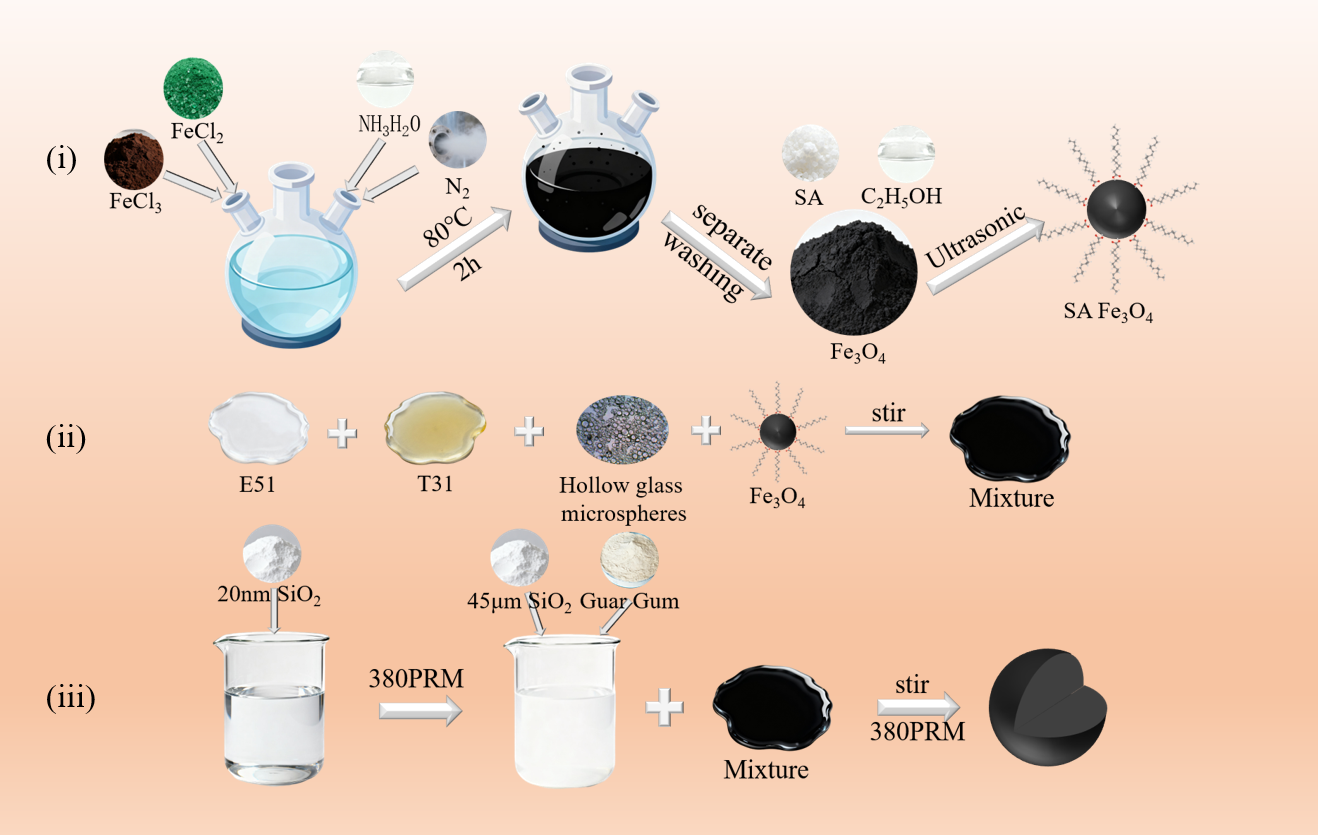 (i)
FeCl₂
FeCl₃
NH₃H₂O
N₂
80°C
2h
separate
washing
SA
C₂H₅OH
Fe₃O₄
Ultrasonic
SA Fe₃O₄
(ii)
E51
T31
Hollow glass
microspheres
Fe₃O₄
stir
Mixture
(iii)
20nm SiO₂
380PRM
45μm SiO₂
Guar Gum
Mixture
stir
380PRM